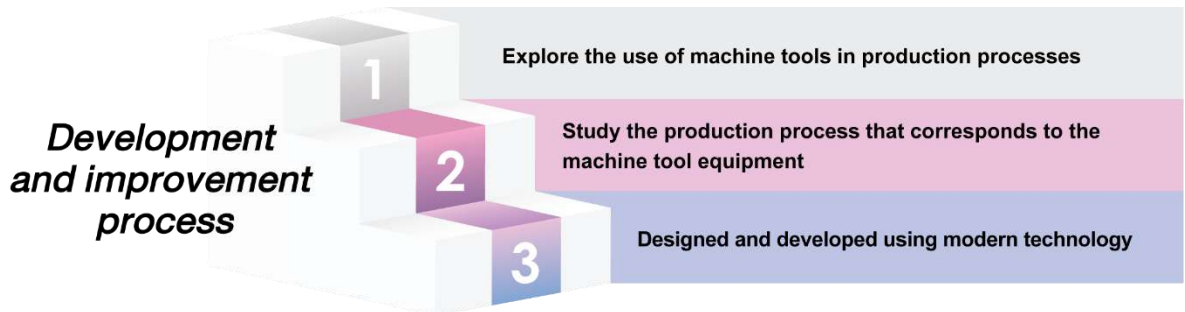 Development
and improvement
process
1
Explore the use of machine tools in production processes
2
Study the production process that corresponds to the
machine tool equipment
3
Designed and developed using modern technology